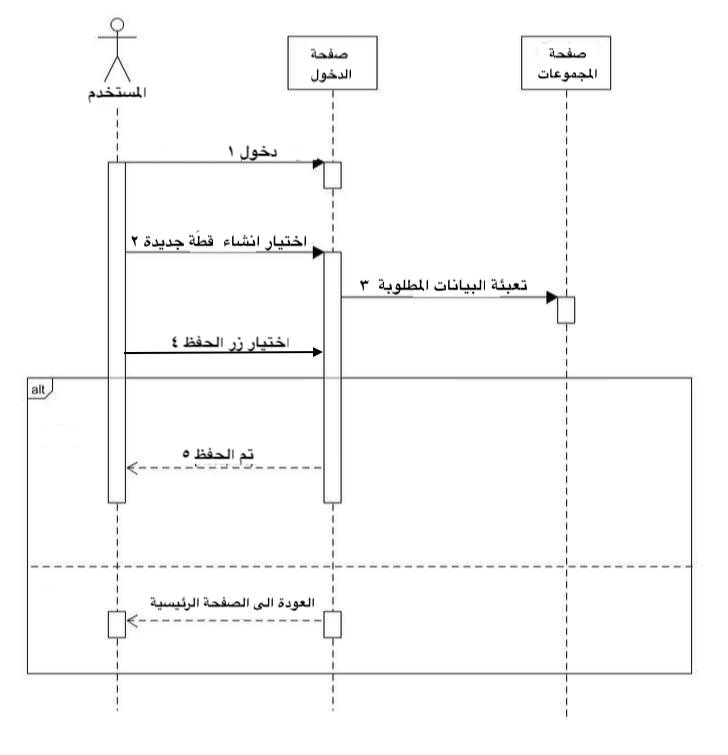 المستخدم
صفحة
الدخول
صفحة
المجموعات
دخول ١
اختيار انشاء قطَة جديدة ٢
تعبئة البيانات المطلوبة ٣
اختيار زر الحفظ ٤
alt
تم الحفظ ٥
العودة الى الصفحة الرئيسية